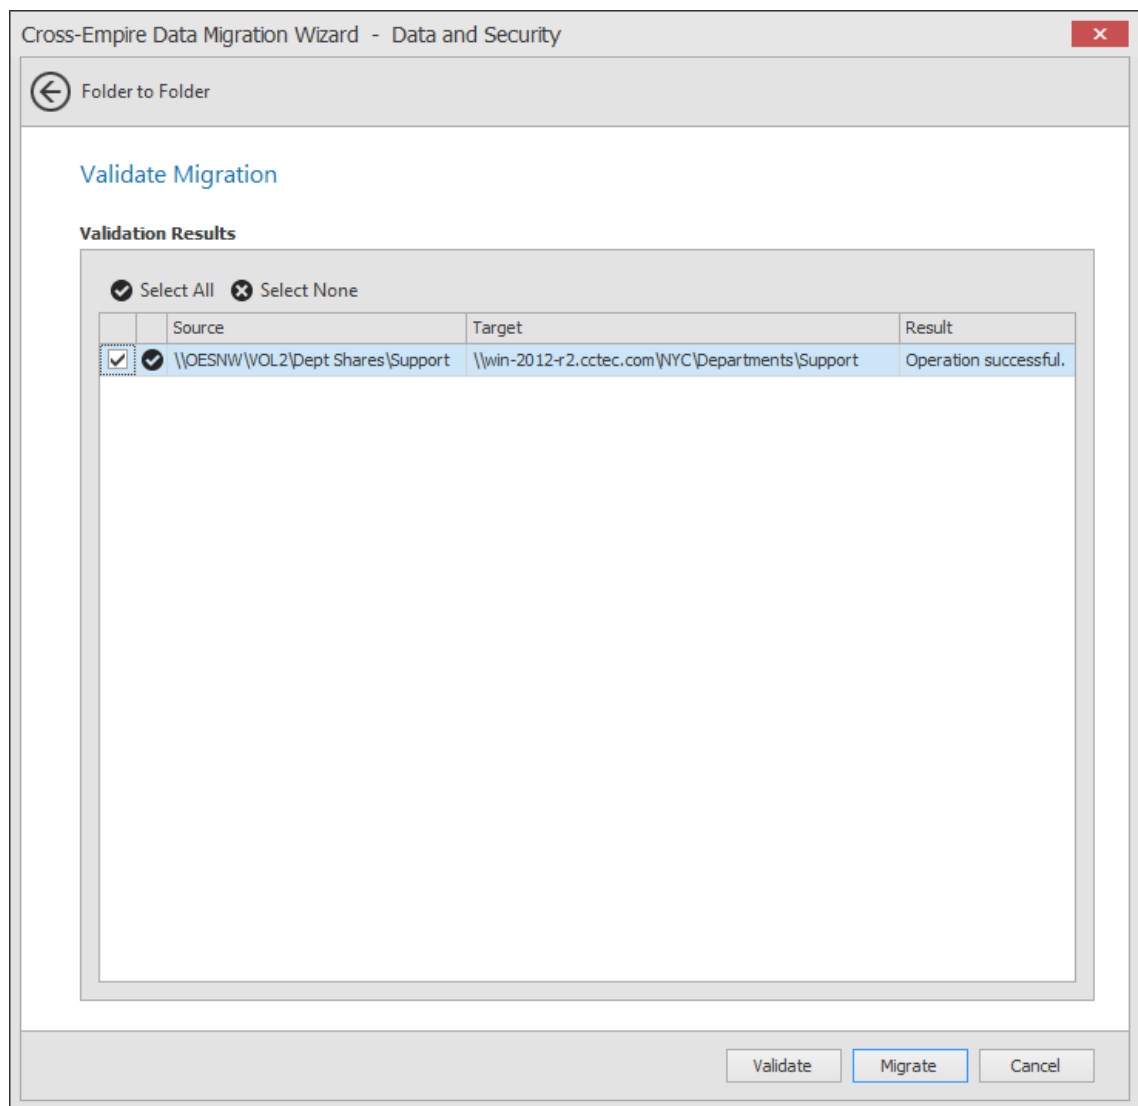 Cross-Empire Data Migration Wizard - Data and Security
Folder to Folder
Validate Migration
Validation Results
Select All Select None
Source Target Result
\\OESNW\VOL2\Dept Shares\Support \\win-2012-r2.cctec.com\NYC\Departments\Support Operation successful.
Validate Migrate Cancel